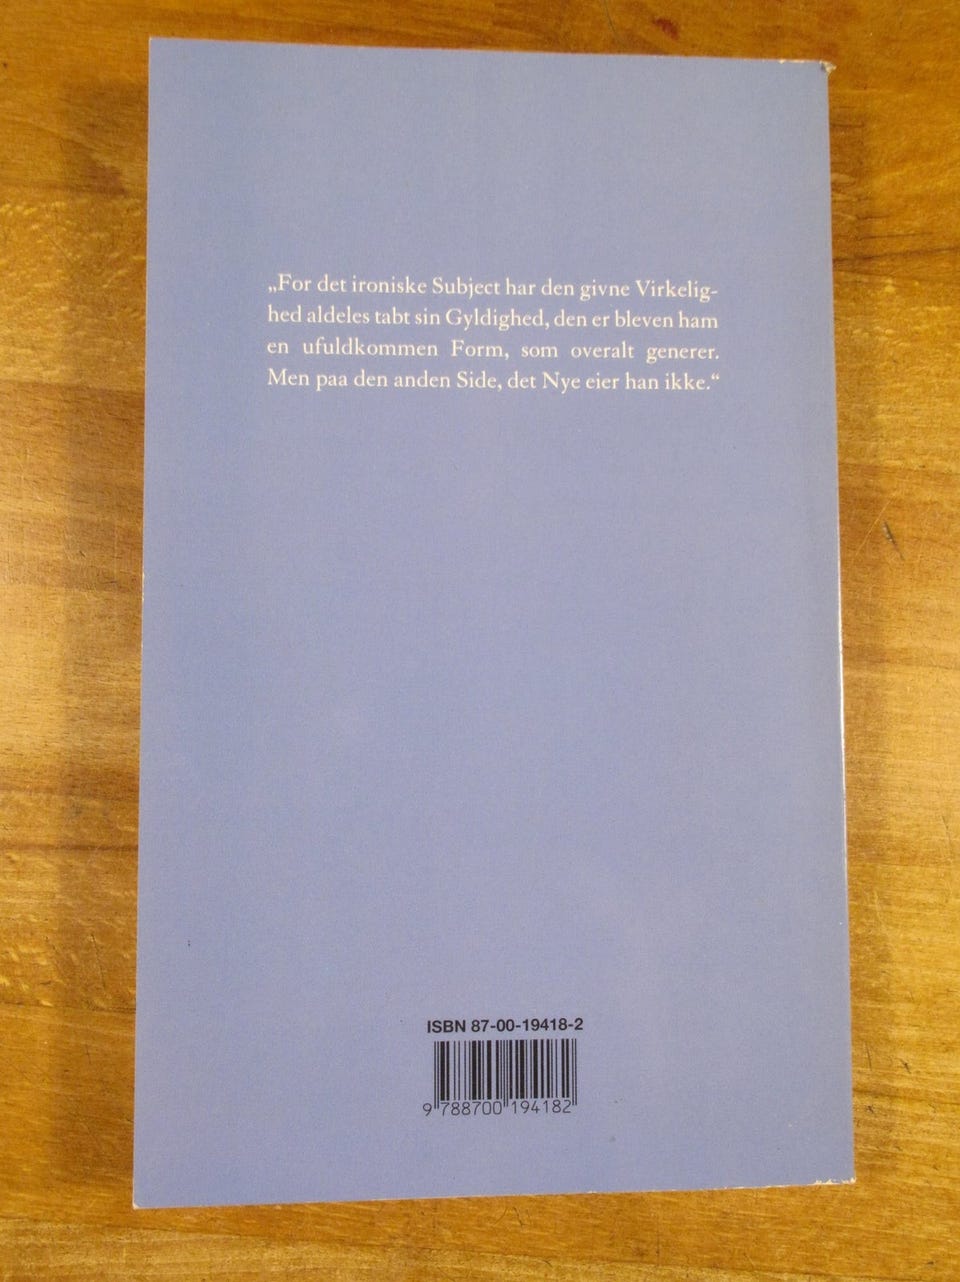 „For det ironiske Subject har den givne Virkelig-
hed aldeles tabt sin Gyldighed, den er bleven ham
en ufuldkommen Form, som overalt generer.
Men paa den anden Side, det Nye eier han ikke.“
ISBN 87-00-19418-2
9 788700 194182